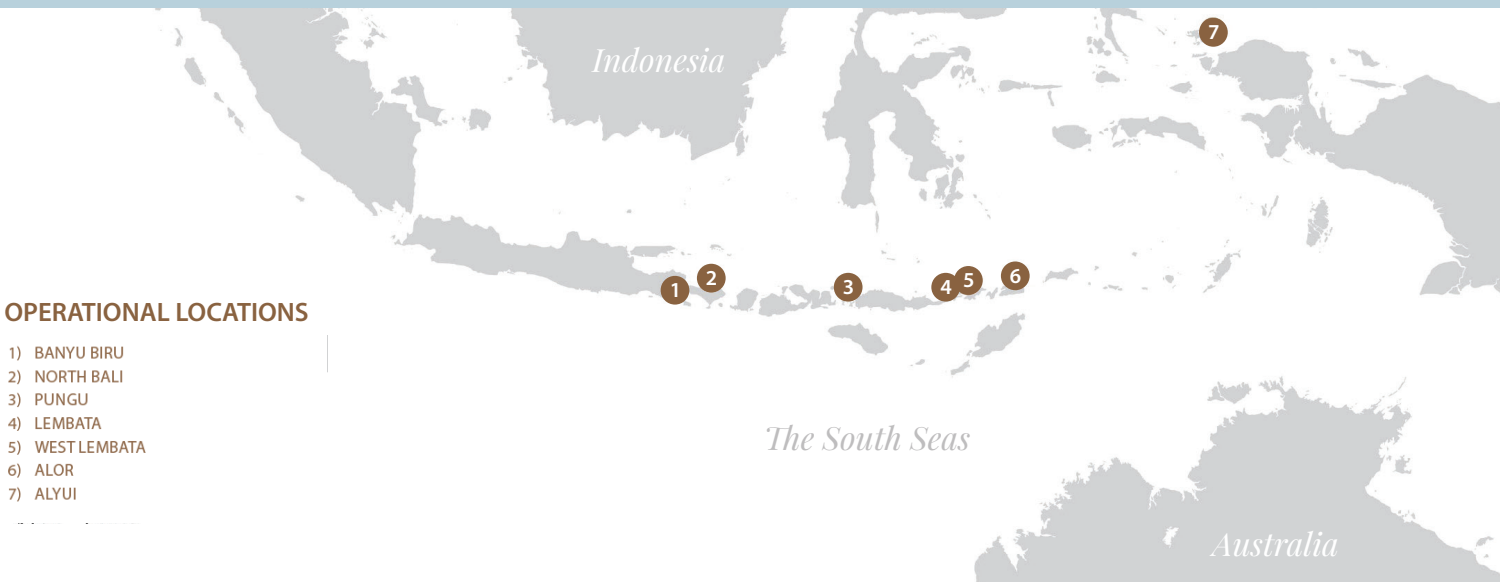 Indonesia
7
1
2
3
4
5
6
OPERATIONAL LOCATIONS
1) BANYU BIRU
2) NORTH BALI
3) PUNGU
4) LEMBATA
5) WEST LEMBATA
6) ALOR
7) ALYUI
The South Seas
Australia